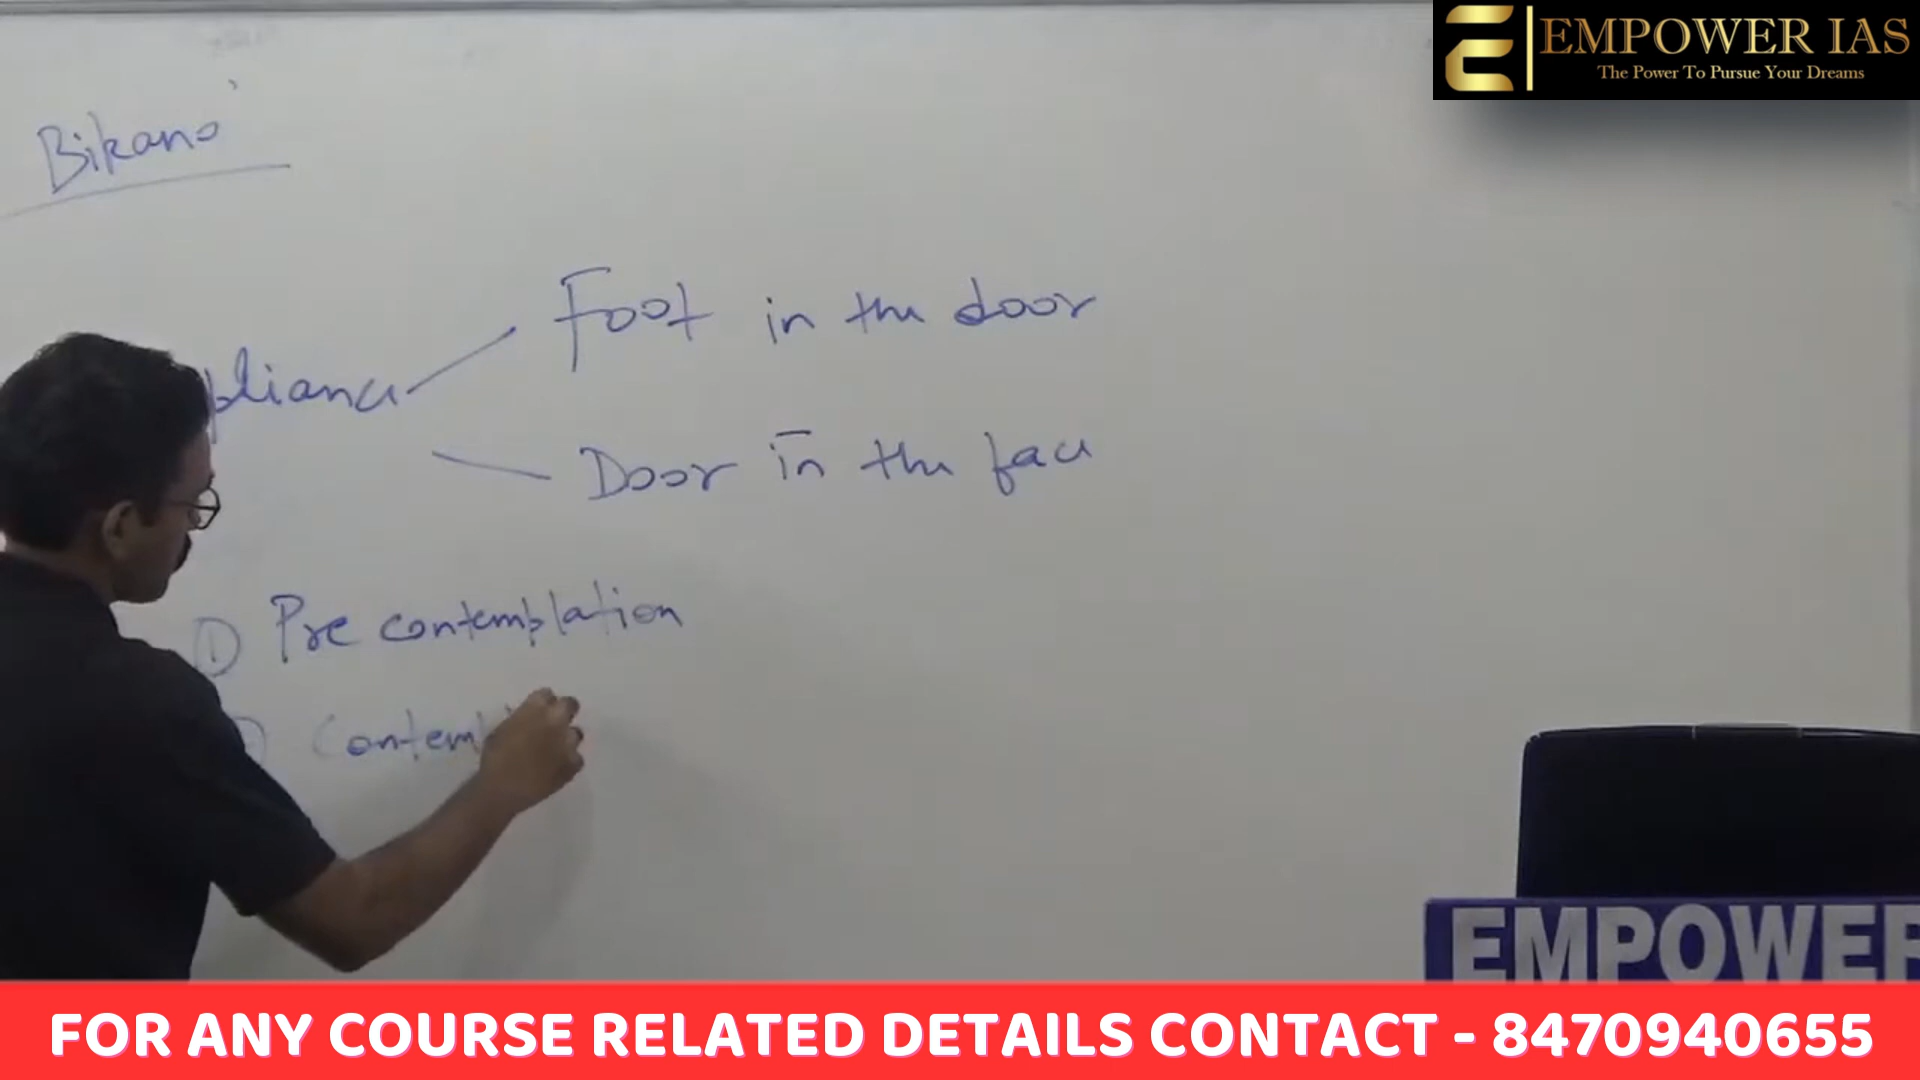 EMPOWER IAS
The Power To Pursue Your Dreams
Bikano
Foot in the door
Door in the face
① Pre contemplation
EMPOWER
FOR ANY COURSE RELATED DETAILS CONTACT - 8470940655